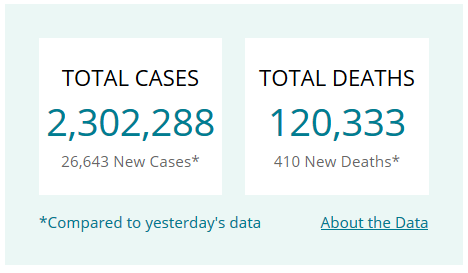 TOTAL CASES
2,302,288
26,643 New Cases*
TOTAL DEATHS
120,333
410 New Deaths*
*Compared to yesterday's data
About the Data